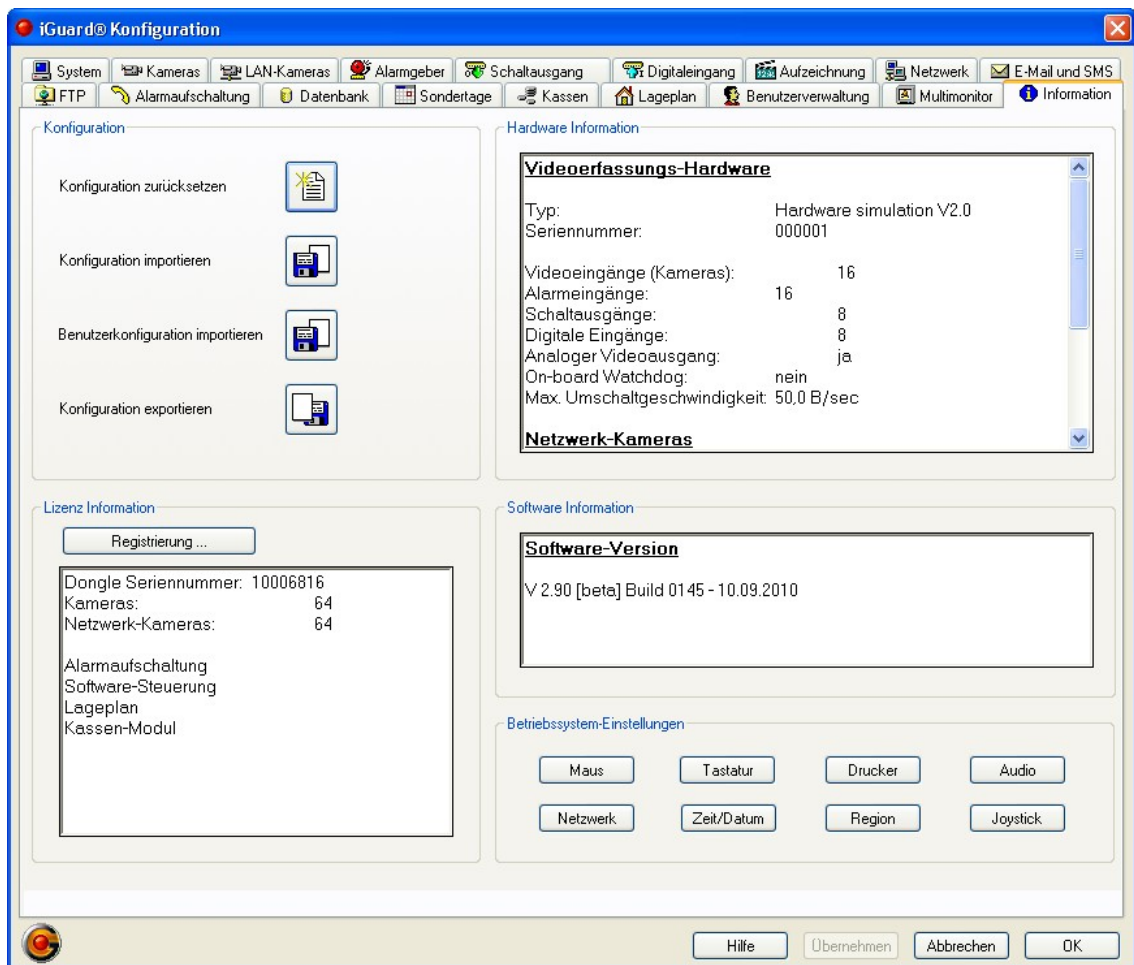 iGuard® Konfiguration
System Kameras LAN-Kameras Alarmgeber Schaltausgang Digitaleingang Aufzeichnung Netzwerk E-Mail und SMS
FTP Alarmaufschaltung Datenbank Sondertage Kassen Lageplan Benutzerverwaltung Multimonitor Information
Konfiguration
Konfiguration zurücksetzen
Konfiguration importieren
Benutzerkonfiguration importieren
Konfiguration exportieren
Hardware Information
Videoerfassungs-Hardware
Typ: Hardware simulation V2.0
Seriennummer: 000001
Videoeingänge (Kameras): 16
Alarmeingänge: 16
Schaltausgänge: 8
Digitale Eingänge: 8
Analoger Videoausgang: ja
On-board Watchdog: nein
Max. Umschaltgeschwindigkeit: 50,0 B/sec
Netzwerk-Kameras
Lizenz Information
Registrierung ...
Dongle Seriennummer: 10006816
Kameras: 64
Netzwerk-Kameras: 64
Alarmaufschaltung
Software-Steuerung
Lageplan
Kassen-Modul
Software Information
Software-Version
V 2.90 [beta] Build 0145 - 10.09.2010
Betriebssystem-Einstellungen
Maus Tastatur Drucker Audio
Netzwerk Zeit/Datum Region Joystick
Hilfe Übernehmen Abbrechen OK